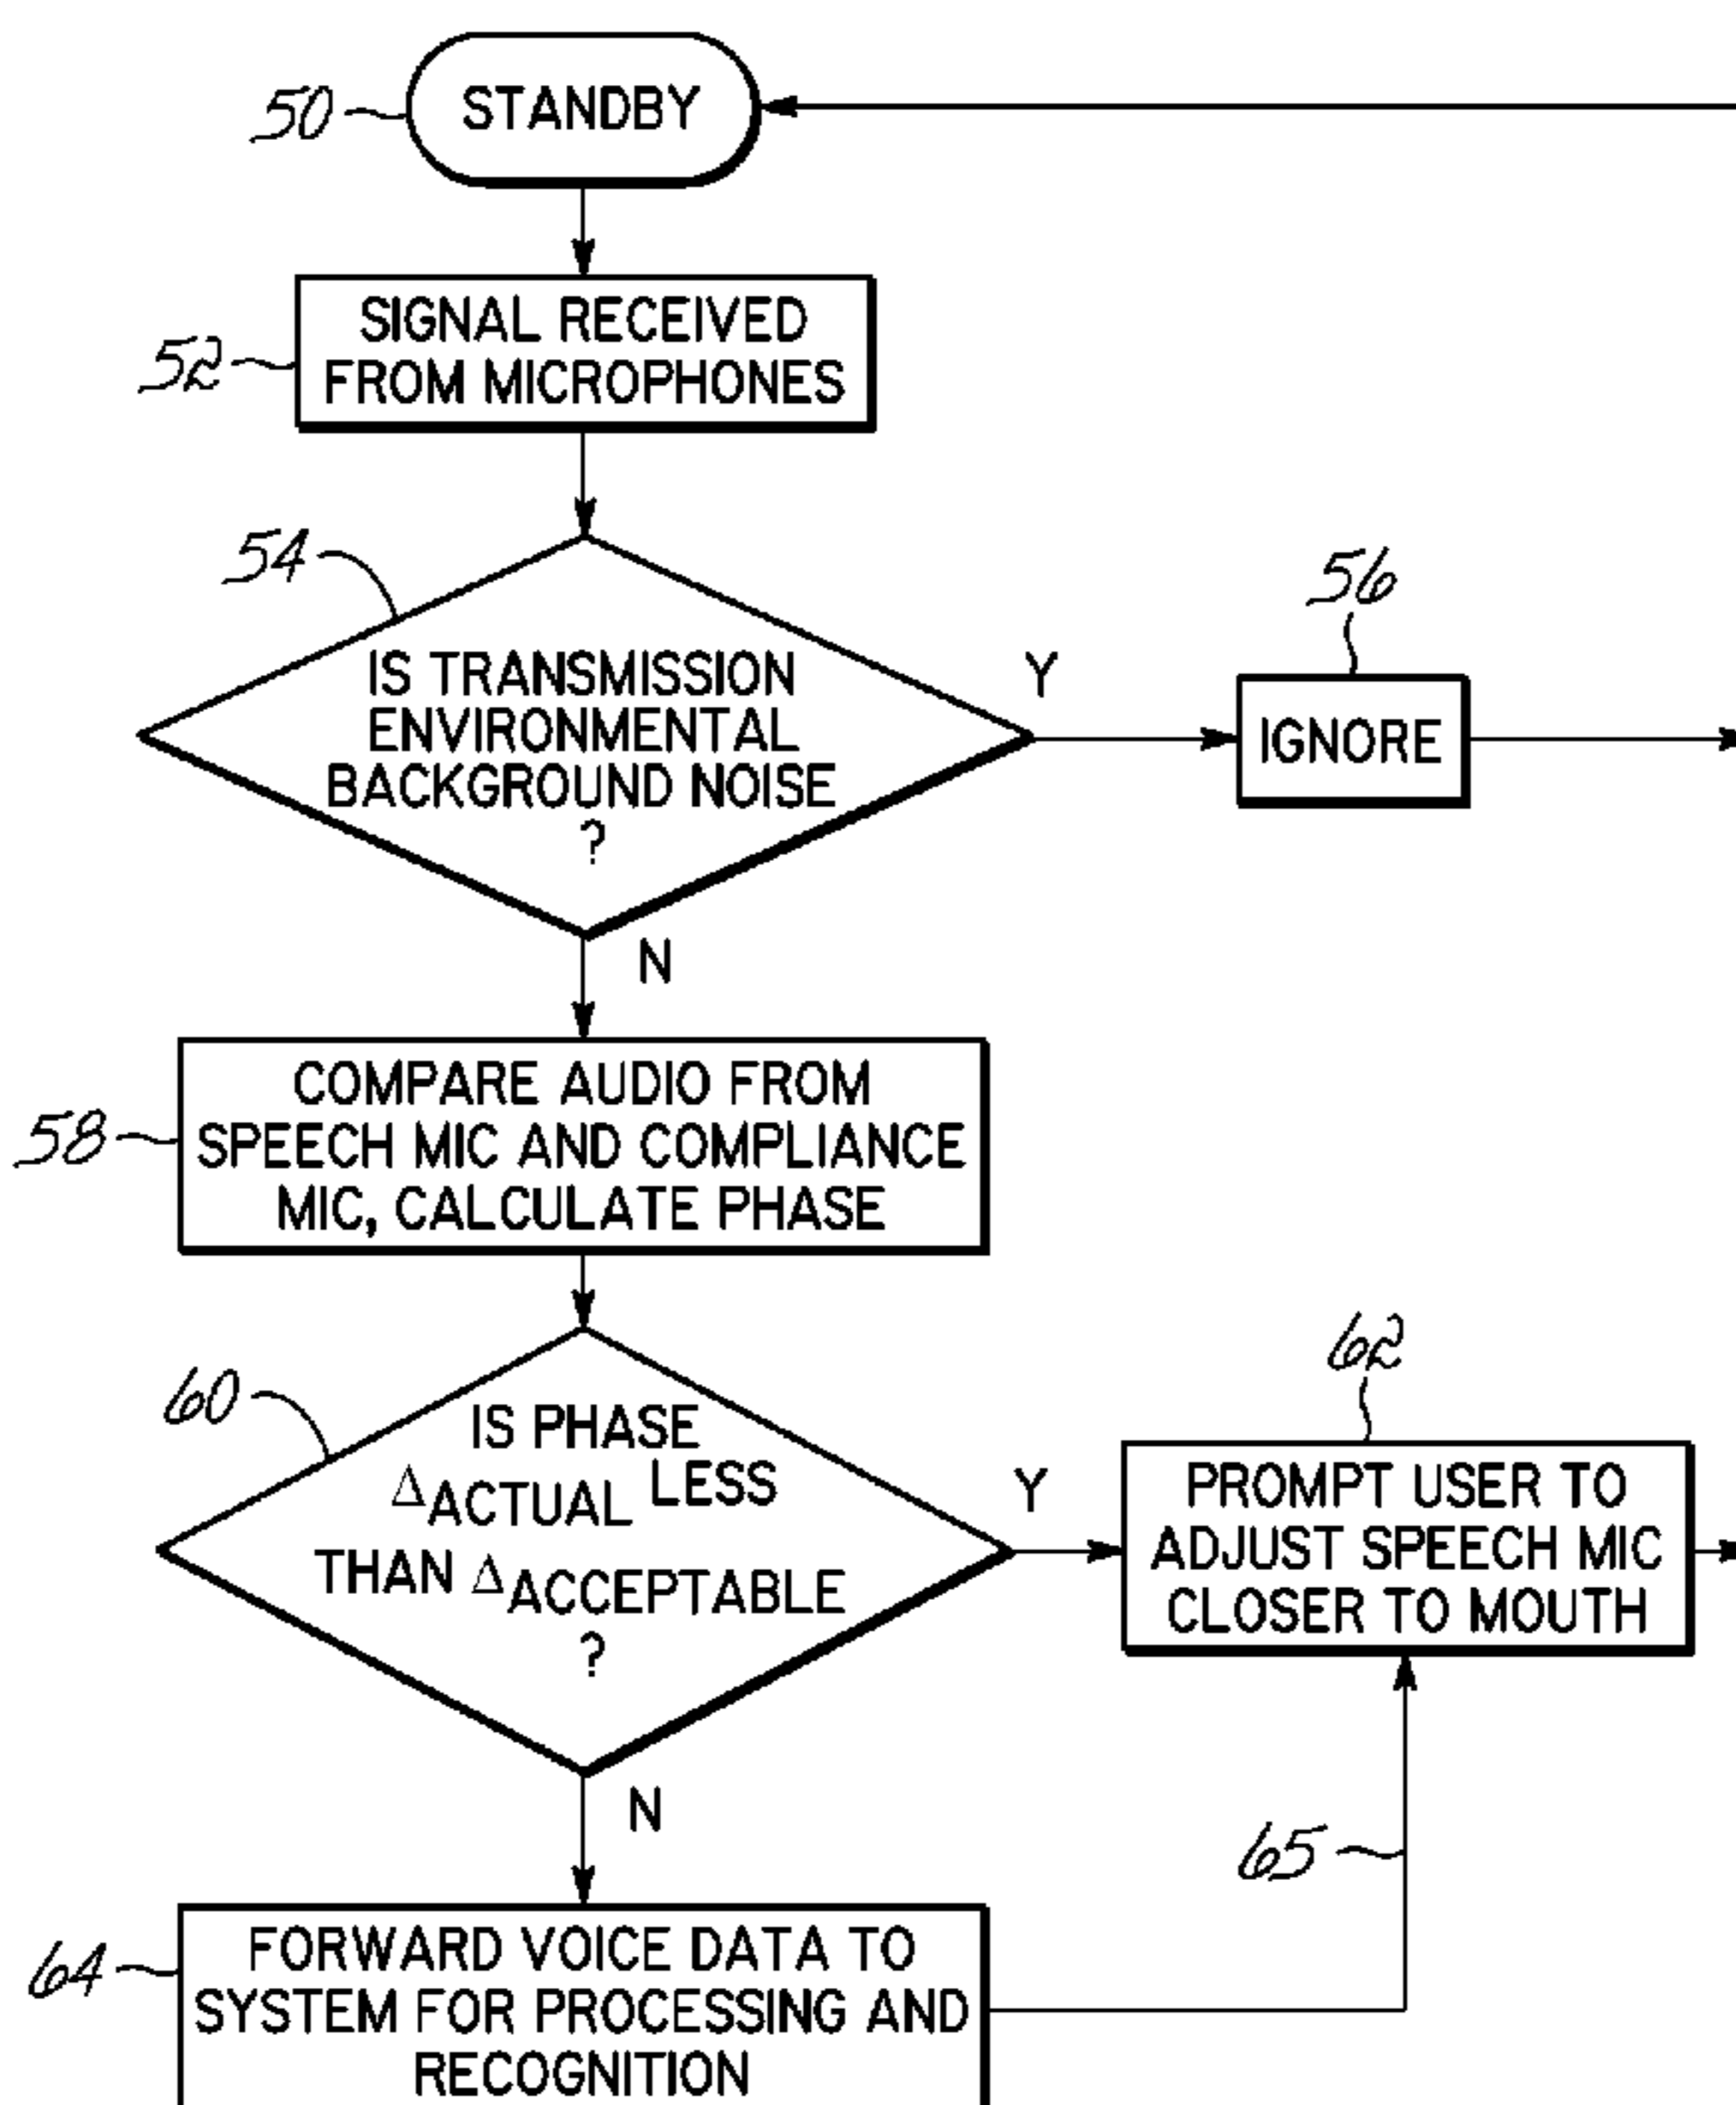 50
STANDBY
52
SIGNAL RECEIVED
FROM MICROPHONES
54
IS TRANSMISSION
ENVIRONMENTAL
BACKGROUND NOISE
?
Y
56
IGNORE
N
58
COMPARE AUDIO FROM
SPEECH MIC AND COMPLIANCE
MIC, CALCULATE PHASE
60
IS PHASE
ΔACTUAL LESS
THAN ΔACCEPTABLE
?
Y
62
PROMPT USER TO
ADJUST SPEECH MIC
CLOSER TO MOUTH
N
65
64
FORWARD VOICE DATA TO
SYSTEM FOR PROCESSING AND
RECOGNITION